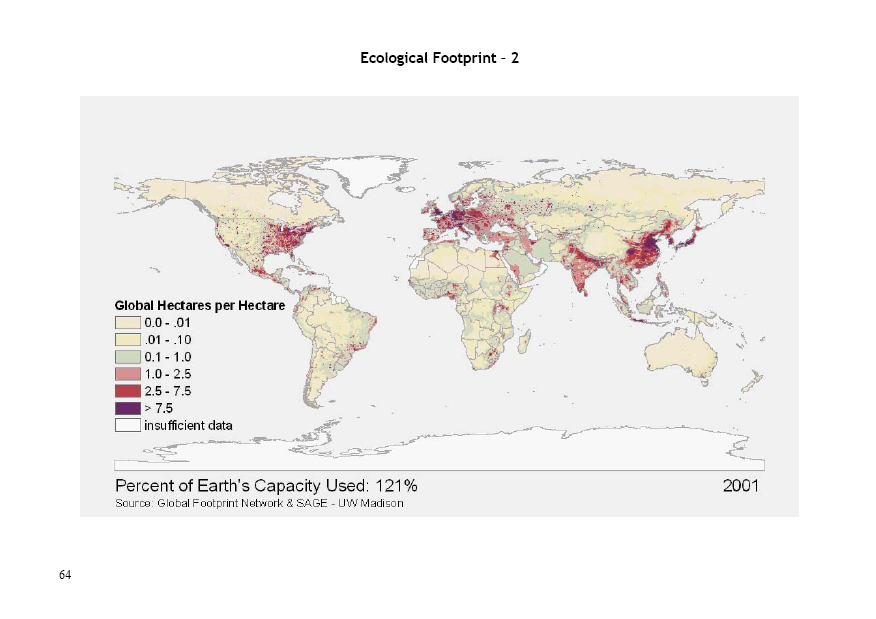 Ecological Footprint – 2
Global Hectares per Hectare
0.0 - .01
.01 - .10
0.1 - 1.0
1.0 - 2.5
2.5 - 7.5
> 7.5
insufficient data
Percent of Earth's Capacity Used: 121%
2001
Source: Global Footprint Network & SAGE - UW Madison
64